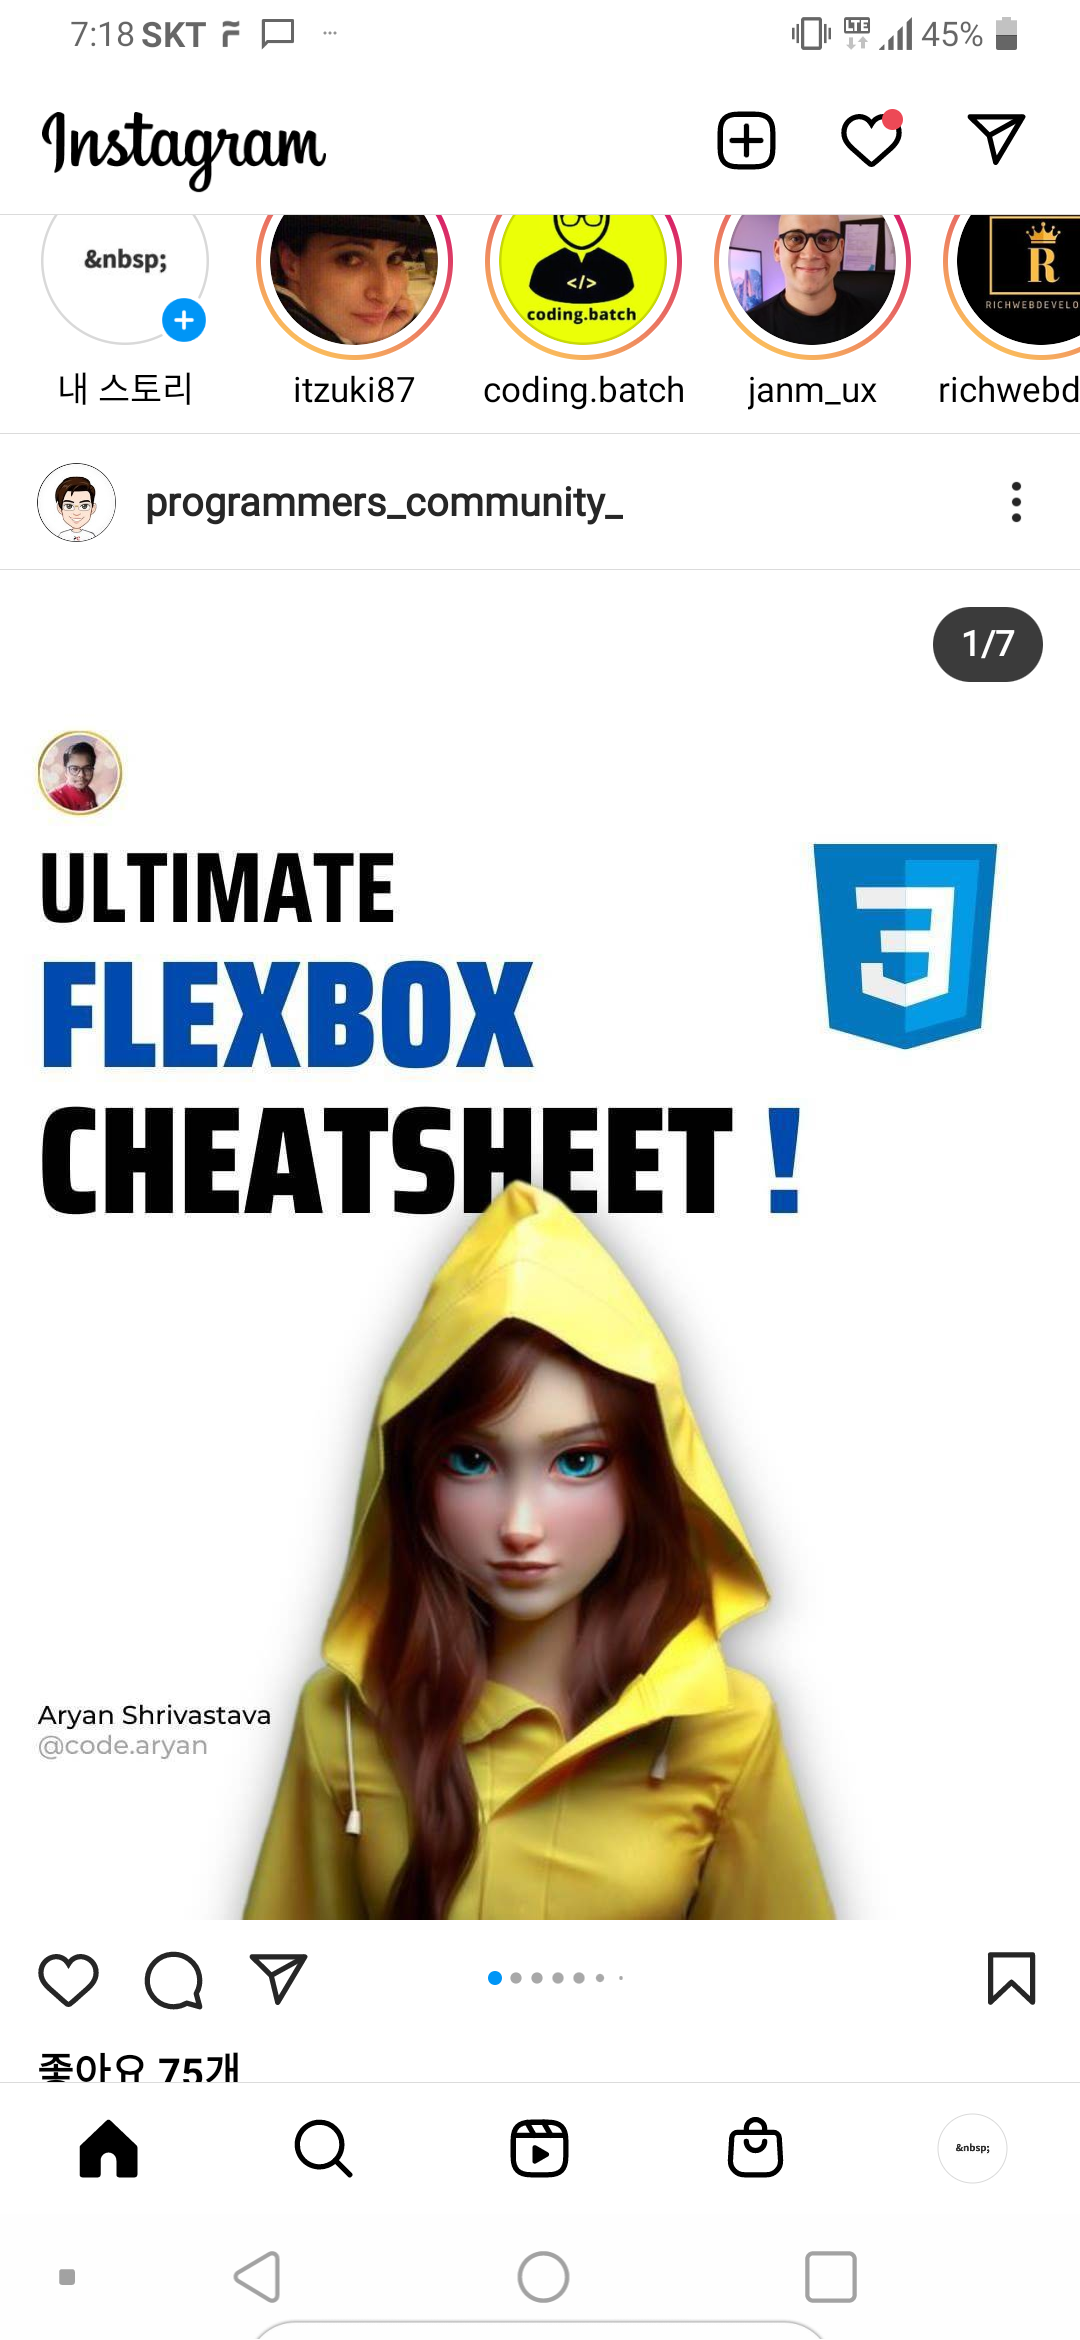 7:18 SKT
LTE 45%
Instagram
&nbsp;
</>
coding.batch
R
RICHWEBDEVELO
내 스토리 itzuki87 coding.batch janm_ux richwebd
programmers_community_
1/7
ULTIMATE
FLEXBOX
CHEATSHEET !
Aryan Shrivastava
@code.aryan
좋아요 75개
&nbsp;